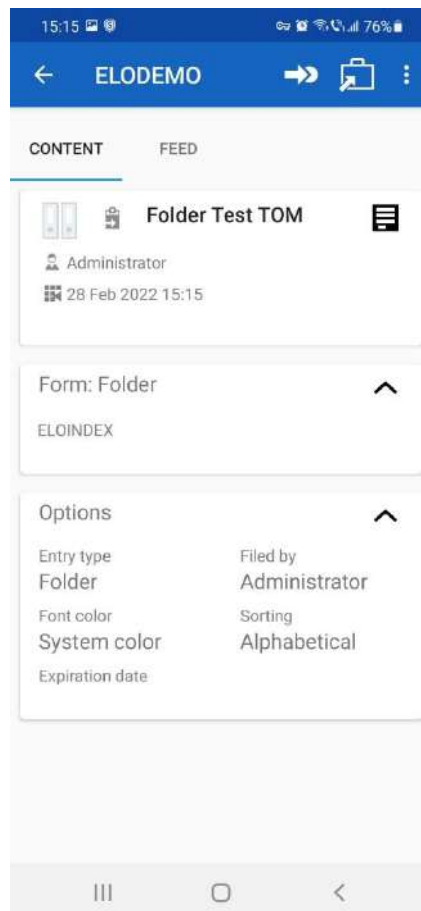 15:15 76%
ELODEMO
CONTENT FEED
Folder Test TOM
Administrator
28 Feb 2022 15:15
Form: Folder
ELOINDEX
Options
Entry type Filed by
Folder Administrator
Font color Sorting
System color Alphabetical
Expiration date